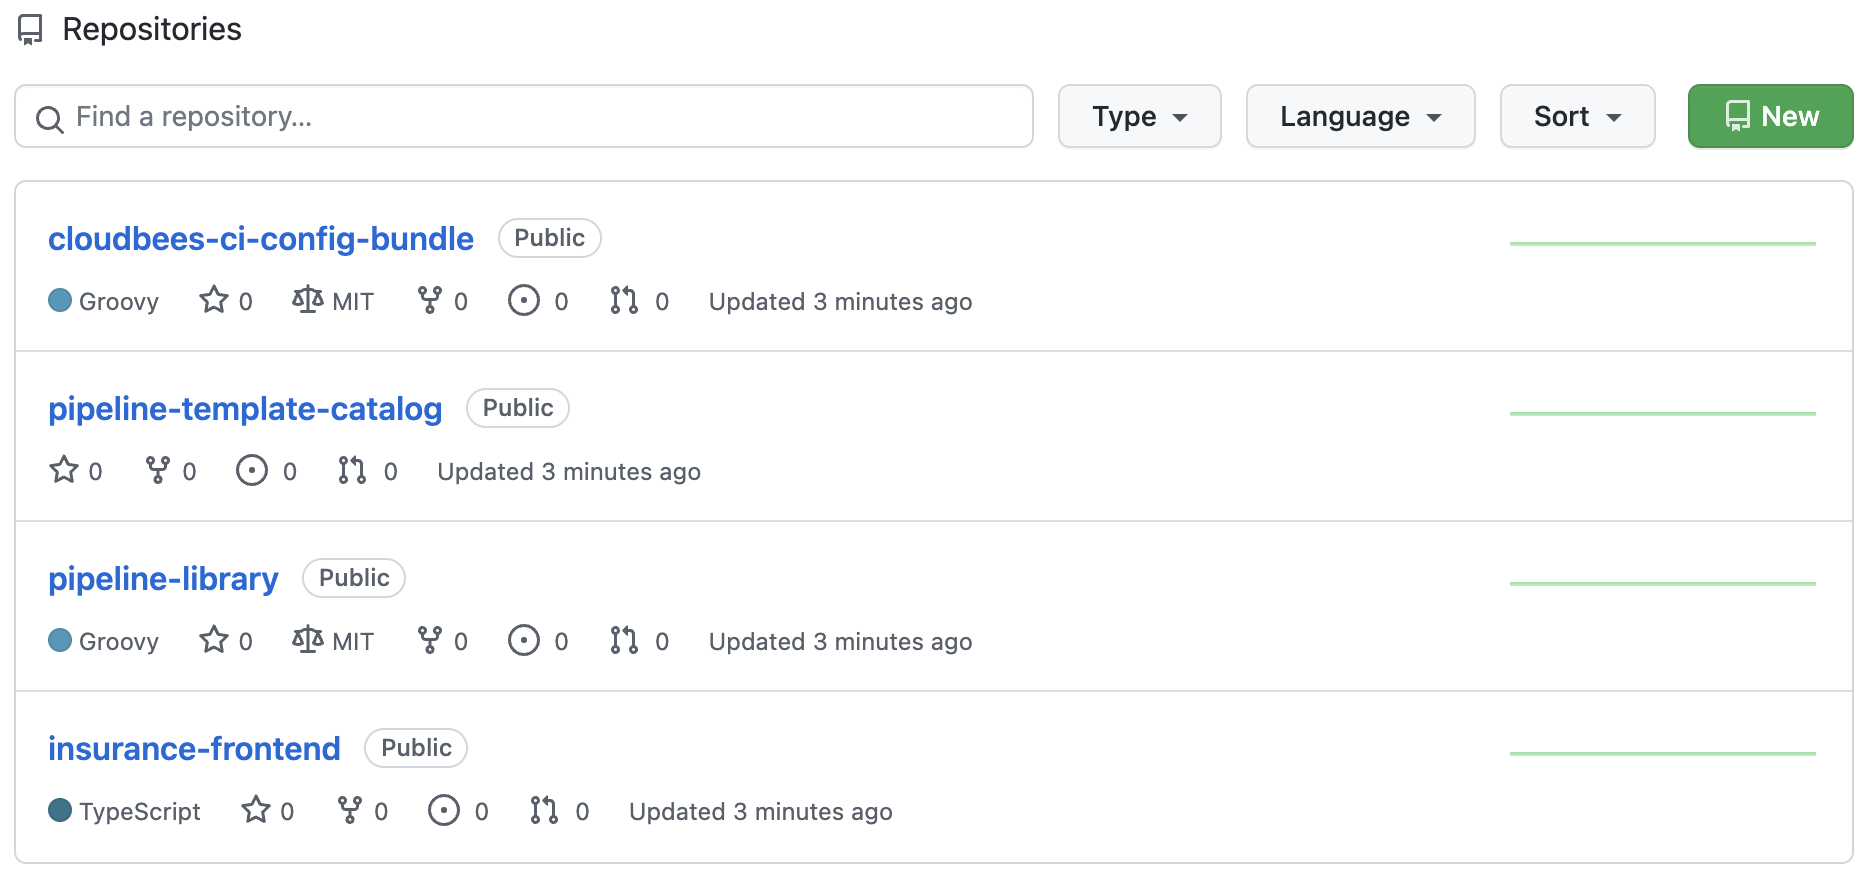 Repositories
Find a repository...
Type
Language
Sort
New
cloudbees-ci-config-bundle Public
Groovy 0 MIT 0 0 0 Updated 3 minutes ago
pipeline-template-catalog Public
0 0 0 0 Updated 3 minutes ago
pipeline-library Public
Groovy 0 MIT 0 0 0 Updated 3 minutes ago
insurance-frontend Public
TypeScript 0 0 0 0 Updated 3 minutes ago